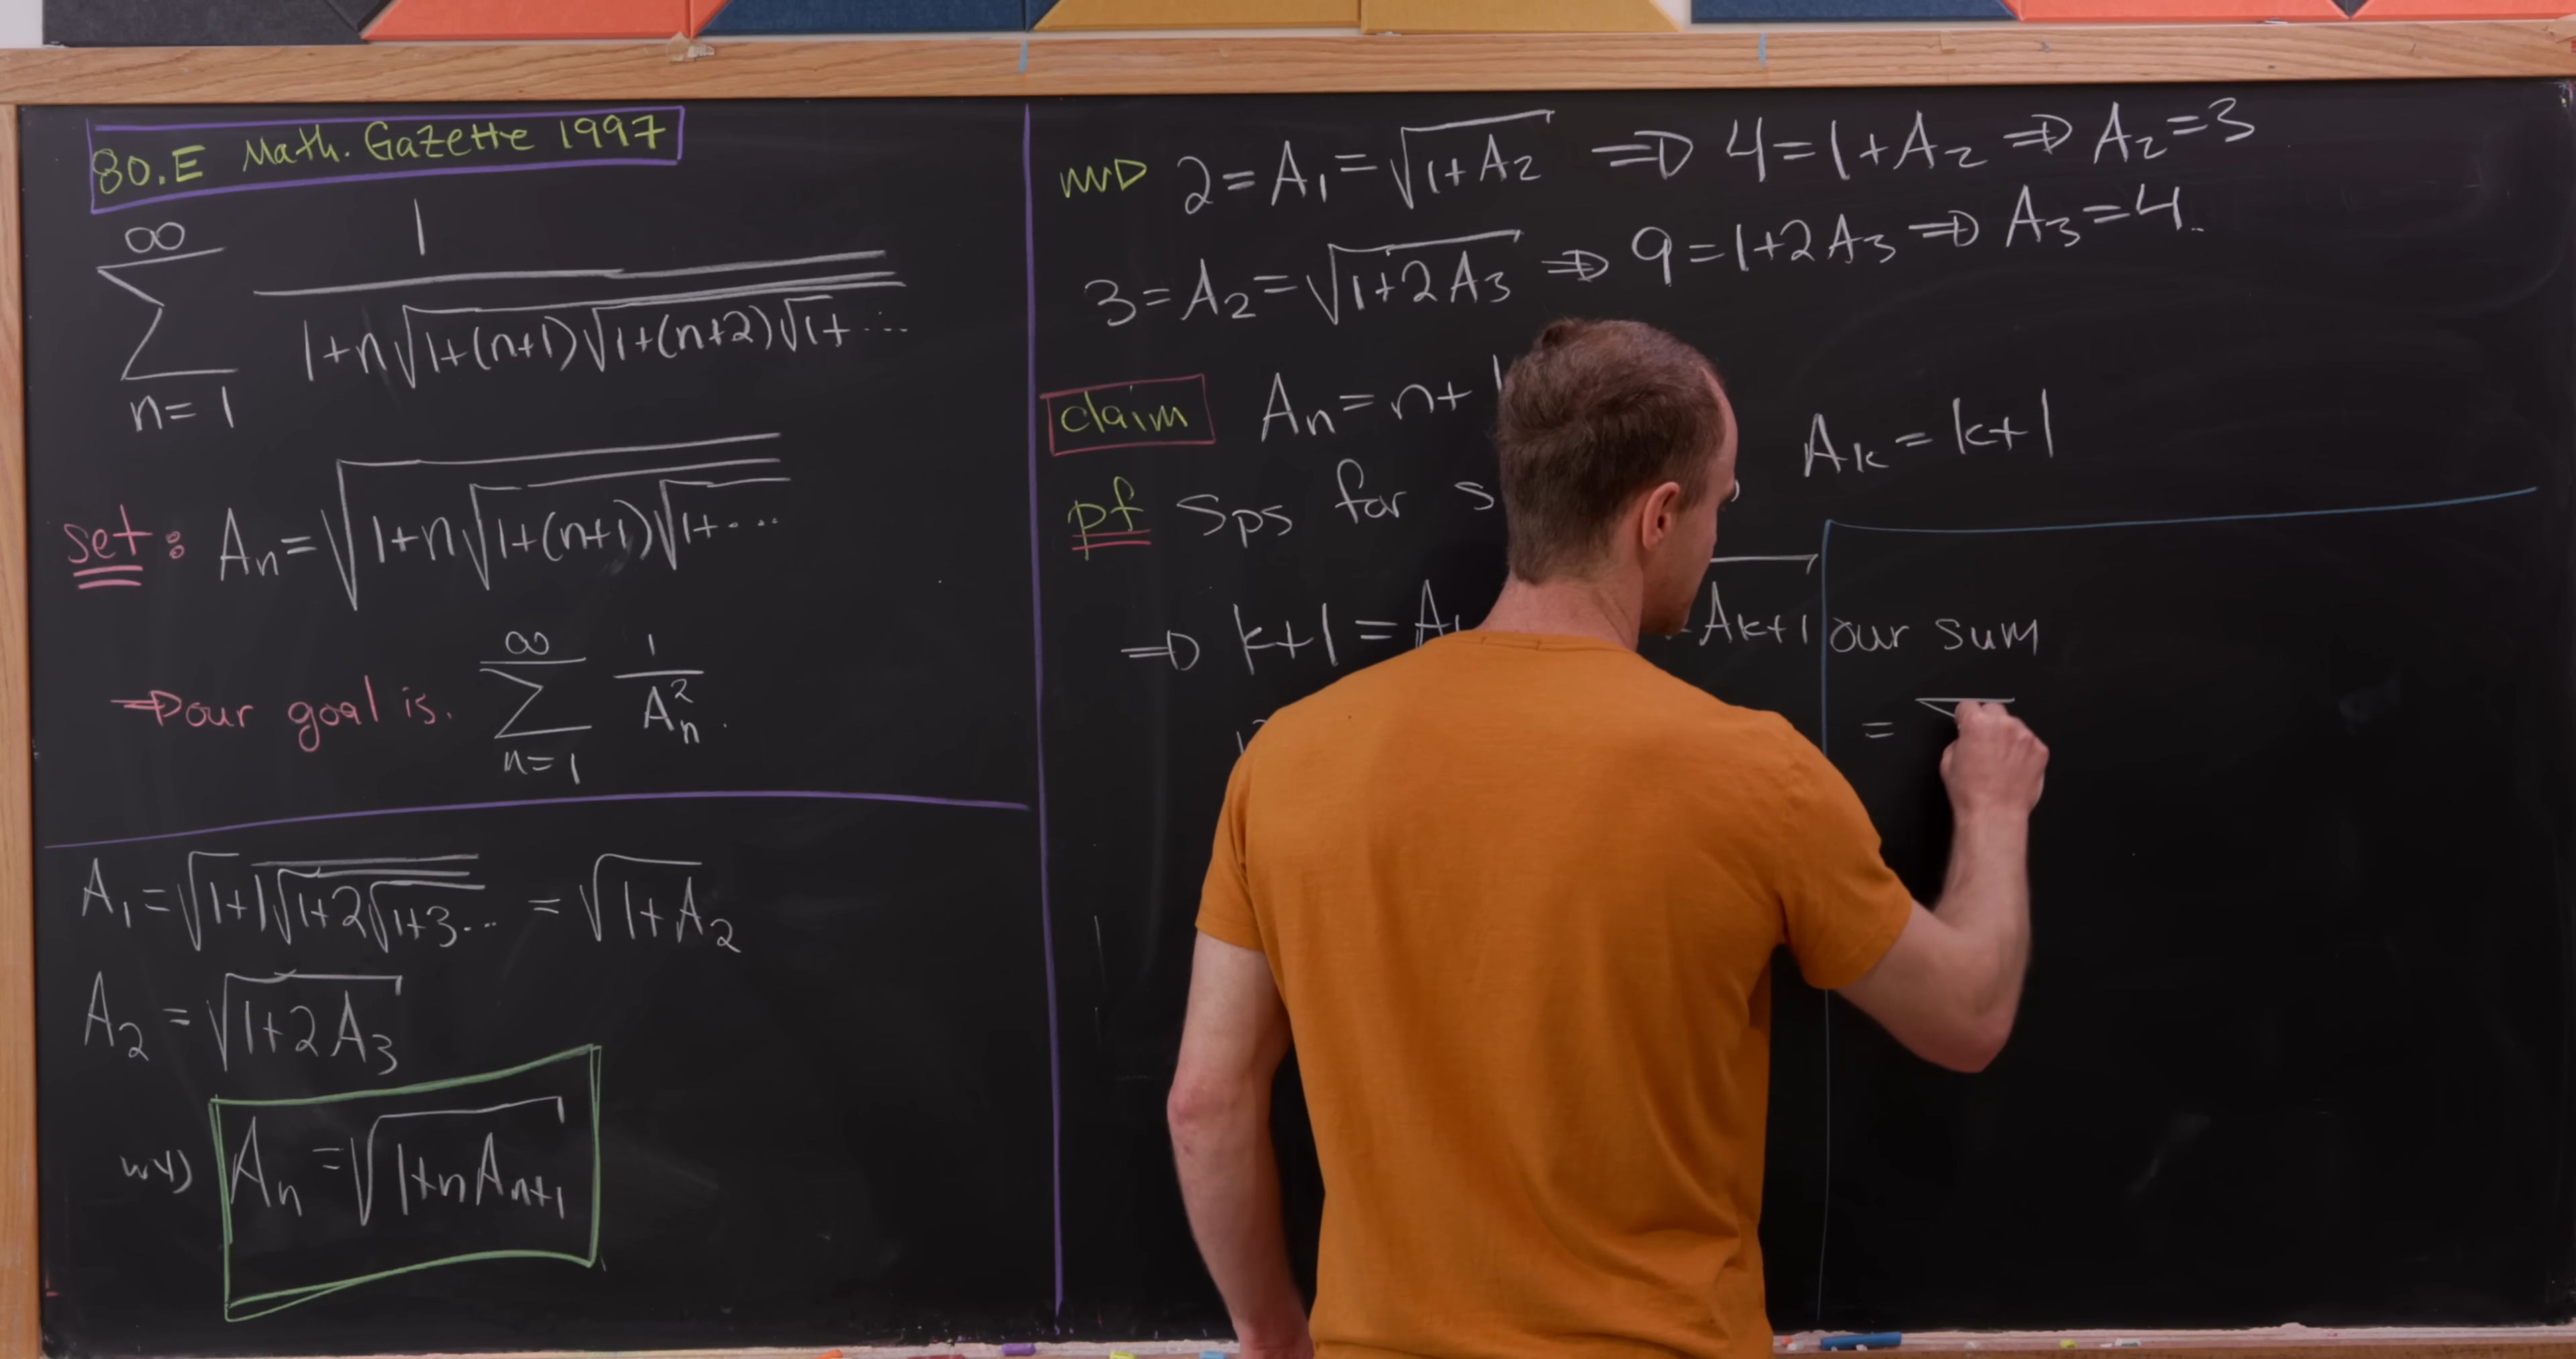 80.E Math. Gazette 1997
∞
∑ 1 / (1+n√(1+(n+1)√(1+(n+2)√(1+⋯
n=1
set: Aₙ=√(1+n√(1+(n+1)√(1+⋯
⇒ our goal is. ∑_{n=1}^{∞} 1/Aₙ² .
A₁=√(1+1√(1+2√(1+3⋯ = √(1+A₂)
A₂=√(1+2A₃)
Aₙ=√(1+nAₙ₊₁)
2=A₁=√(1+A₂) ⇒ 4=1+A₂ ⇒ A₂=3
3=A₂=√(1+2A₃) ⇒ 9=1+2A₃ ⇒ A₃=4.
claim Aₙ=n+
pf Sps for Aₖ=k+1
⇒ k+1= Aₖ₊₁
our sum
=